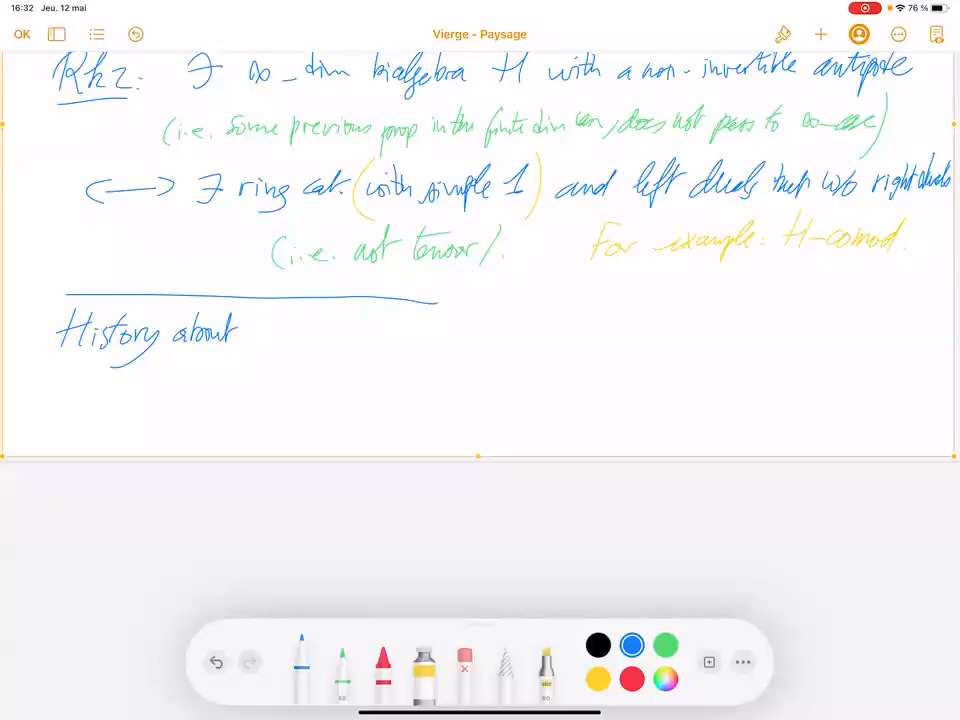 16:32 Jeu. 12 mai 76 %
OK Vierge - Paysage
Rk 2: ∃ ∞-dim bialgebra H with a non-invertible antipode
(i.e. some previous prop in the finite dim case, does not pass to ∞-case)
⟷ ∃ ring cat. (with simple 1) and left duals but w/o right duals
(i.e. not tensor). For example: H-comod.
History about